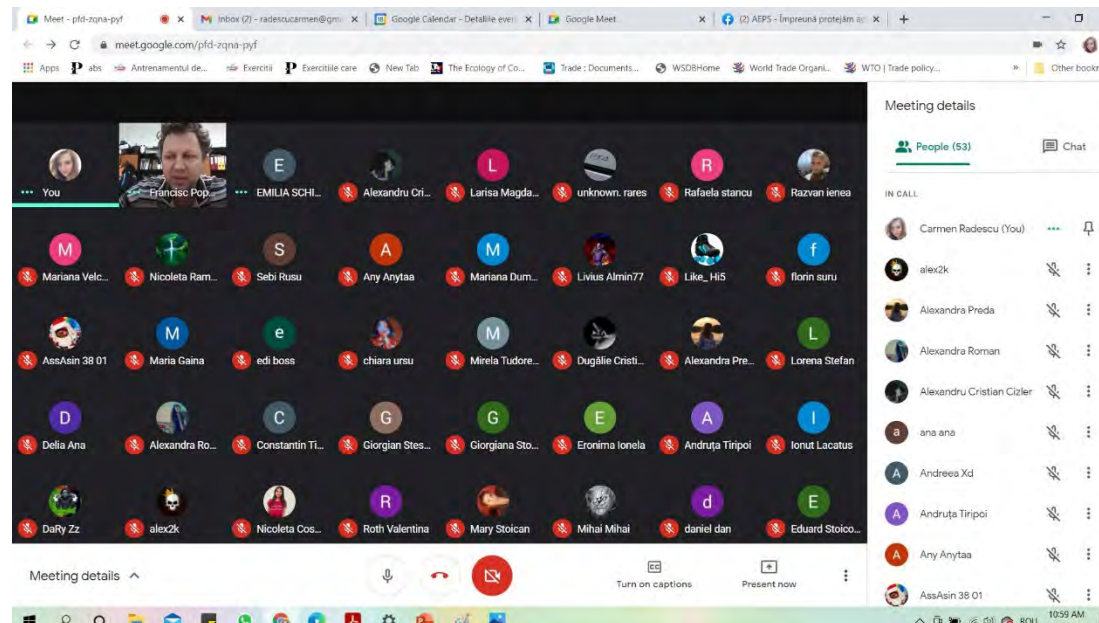 Meet - pfd-zqna-pyf
Inbox (2) - radescucarmen@gm
Google Calendar - Detaliile even
Google Meet
(2) AEPS - Împreună protejăm
meet.google.com/pfd-zqna-pyf
Apps
abs
Antrenamentul de...
Exercitii
Exercitiile care
New Tab
The Ecology of Co...
Trade : Documents...
WSDBHome
World Trade Organi...
WTO | Trade policy...
Other bookr
Meeting details
People (53)
Chat
IN CALL
You
Francisc Pop
E
EMILIA SCHI...
Alexandru Cri...
L
Larisa Magda...
unknown. rares
R
Rafaela stancu
Razvan ienea
M
Mariana Velc...
Nicoleta Ram...
S
Sebi Rusu
A
Any Anytaa
M
Mariana Dum...
Livius Almin77
Like_Hi5
f
florin suru
AssAsin 38 01
M
Maria Gaina
e
edi boss
chiara ursu
M
Mirela Tudore...
Dugălie Cristi...
Alexandra Pre...
L
Lorena Stefan
D
Delia Ana
Alexandra Ro...
C
Constantin Ti...
G
Giorgian Stes...
G
Giorgiana Sto...
E
Eronima Ionela
A
Andruța Tiripoi
I
Ionut Lacatus
DaRy Zz
alex2k
Nicoleta Cos...
R
Roth Valentina
Mary Stoican
Mihai Mihai
d
daniel dan
E
Eduard Stoico...
Carmen Radescu (You)
alex2k
Alexandra Preda
Alexandra Roman
Alexandru Cristian Cizler
a
ana ana
A
Andreea Xd
A
Andruța Tiripoi
A
Any Anytaa
AssAsin 38 01
Meeting details
Turn on captions
Present now
ROU
10:59 AM